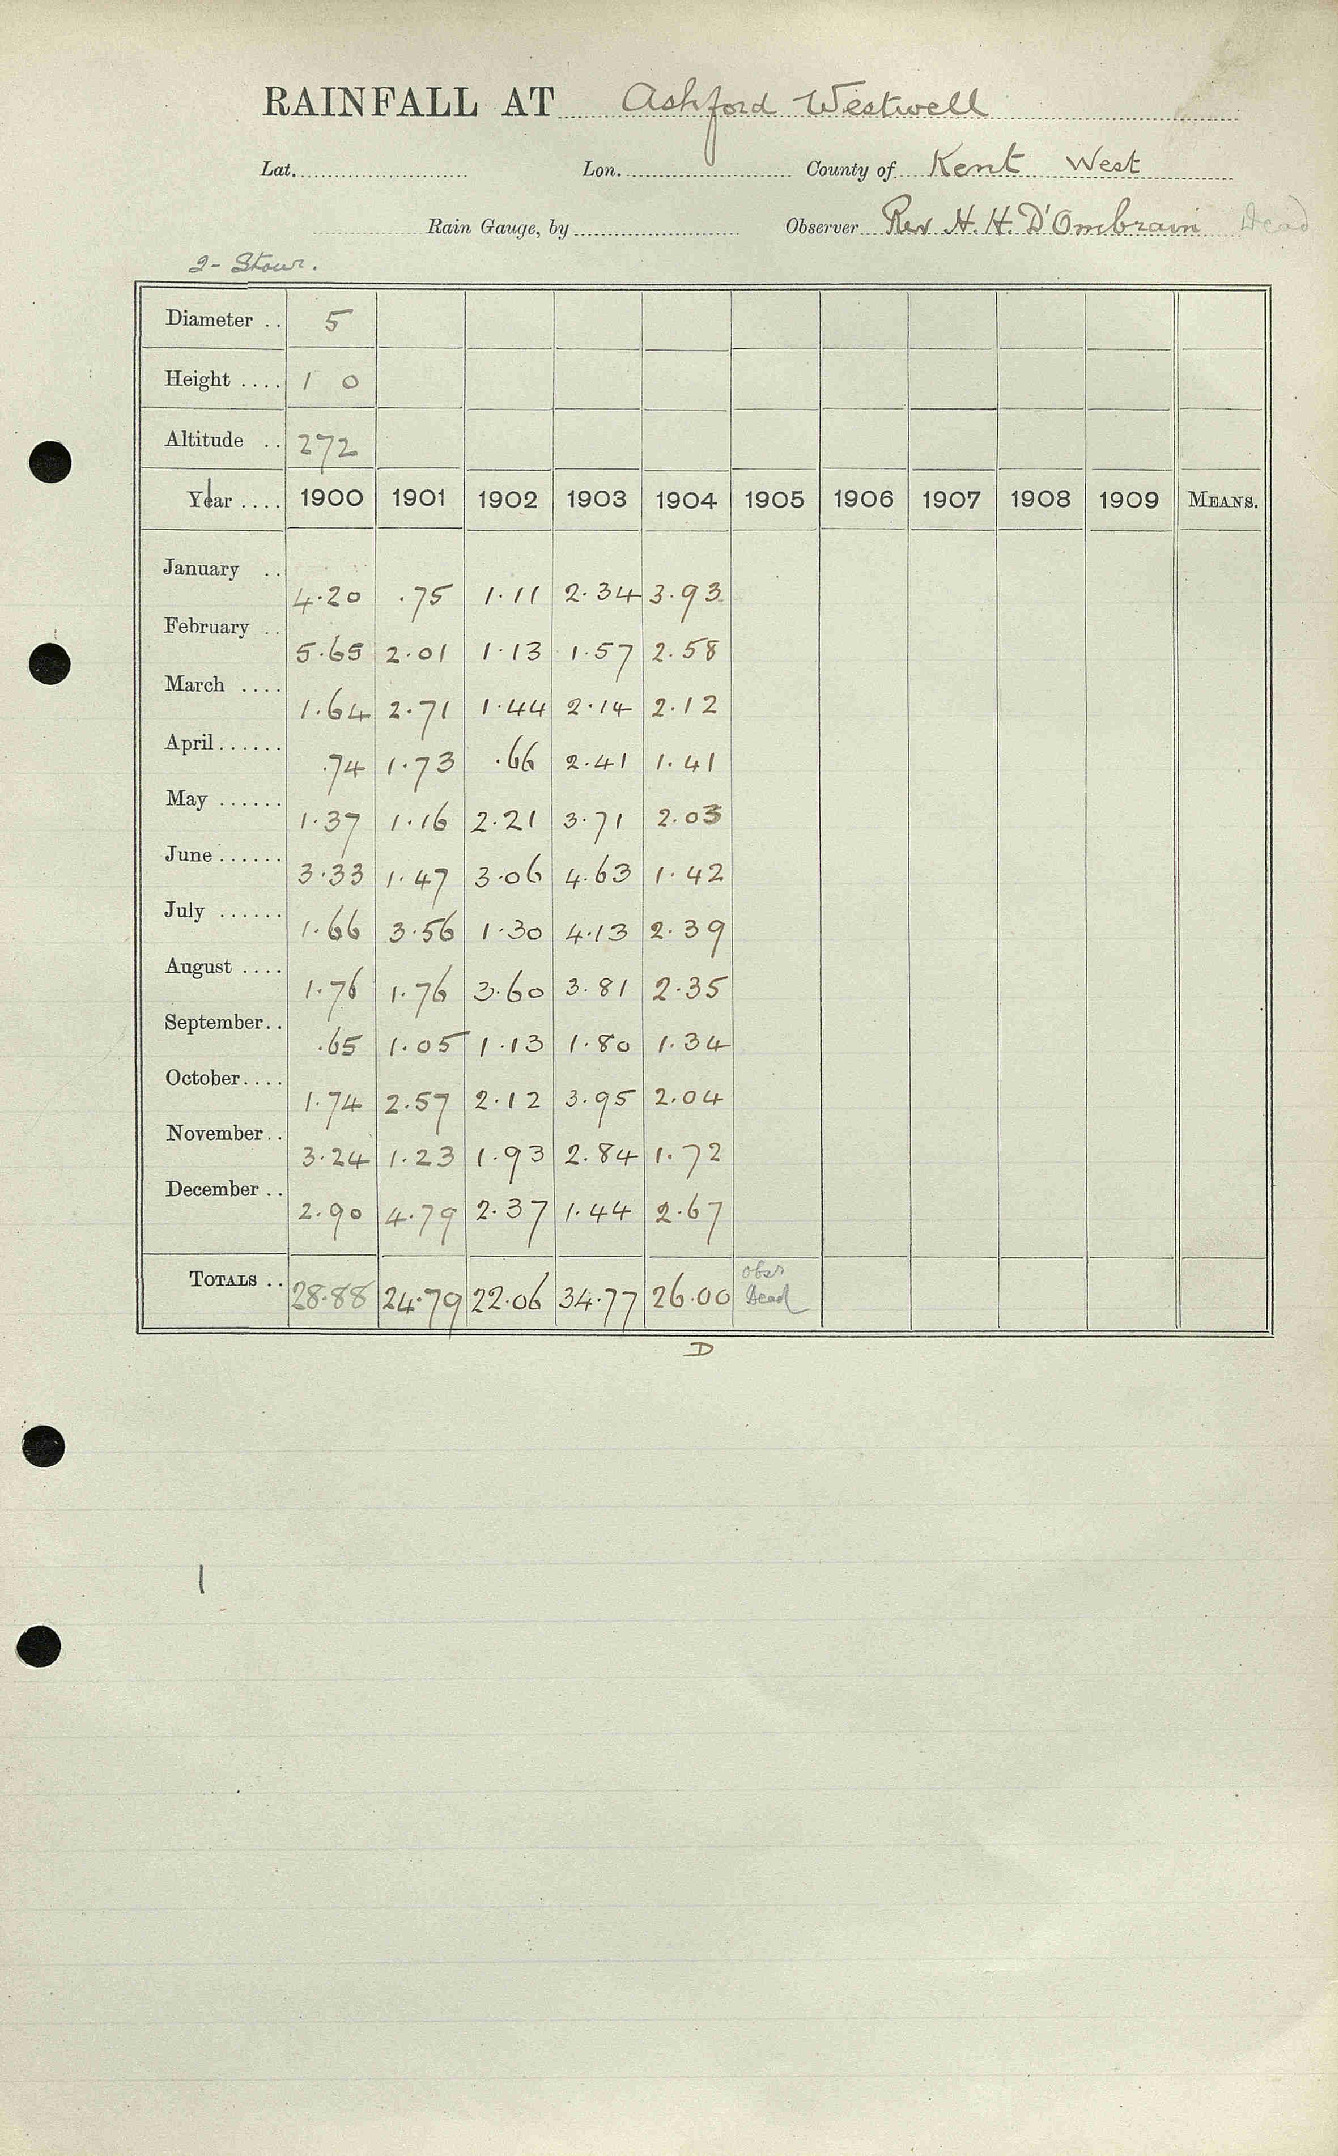 RAINFALL AT Ashford Westwell
Lat. Lon. County of Kent West
Rain Gauge, by Observer Rev H. H. D'Ombrain Dead
2- Stour.
Diameter .. 5
Height .... 1 0
Altitude .. 272
Year .... 1900 1901 1902 1903 1904 1905 1906 1907 1908 1909 MEANS.
January .. 4.20 .75 1.11 2.34 3.93
February .. 5.65 2.01 1.13 1.57 2.58
March .... 1.64 2.71 1.44 2.14 2.12
April ...... .74 1.73 .66 2.41 1.41
May ...... 1.37 1.16 2.21 3.71 2.03
June ...... 3.33 1.47 3.06 4.63 1.42
July ...... 1.66 3.56 1.30 4.13 2.39
August .... 1.76 1.76 3.60 3.81 2.35
September.. .65 1.05 1.13 1.80 1.34
October.... 1.74 2.57 2.12 3.95 2.04
November.. 3.24 1.23 1.93 2.84 1.72
December .. 2.90 4.79 2.37 1.44 2.67
TOTALS .. 28.88 24.79 22.06 34.77 26.00 obsr Dead
D